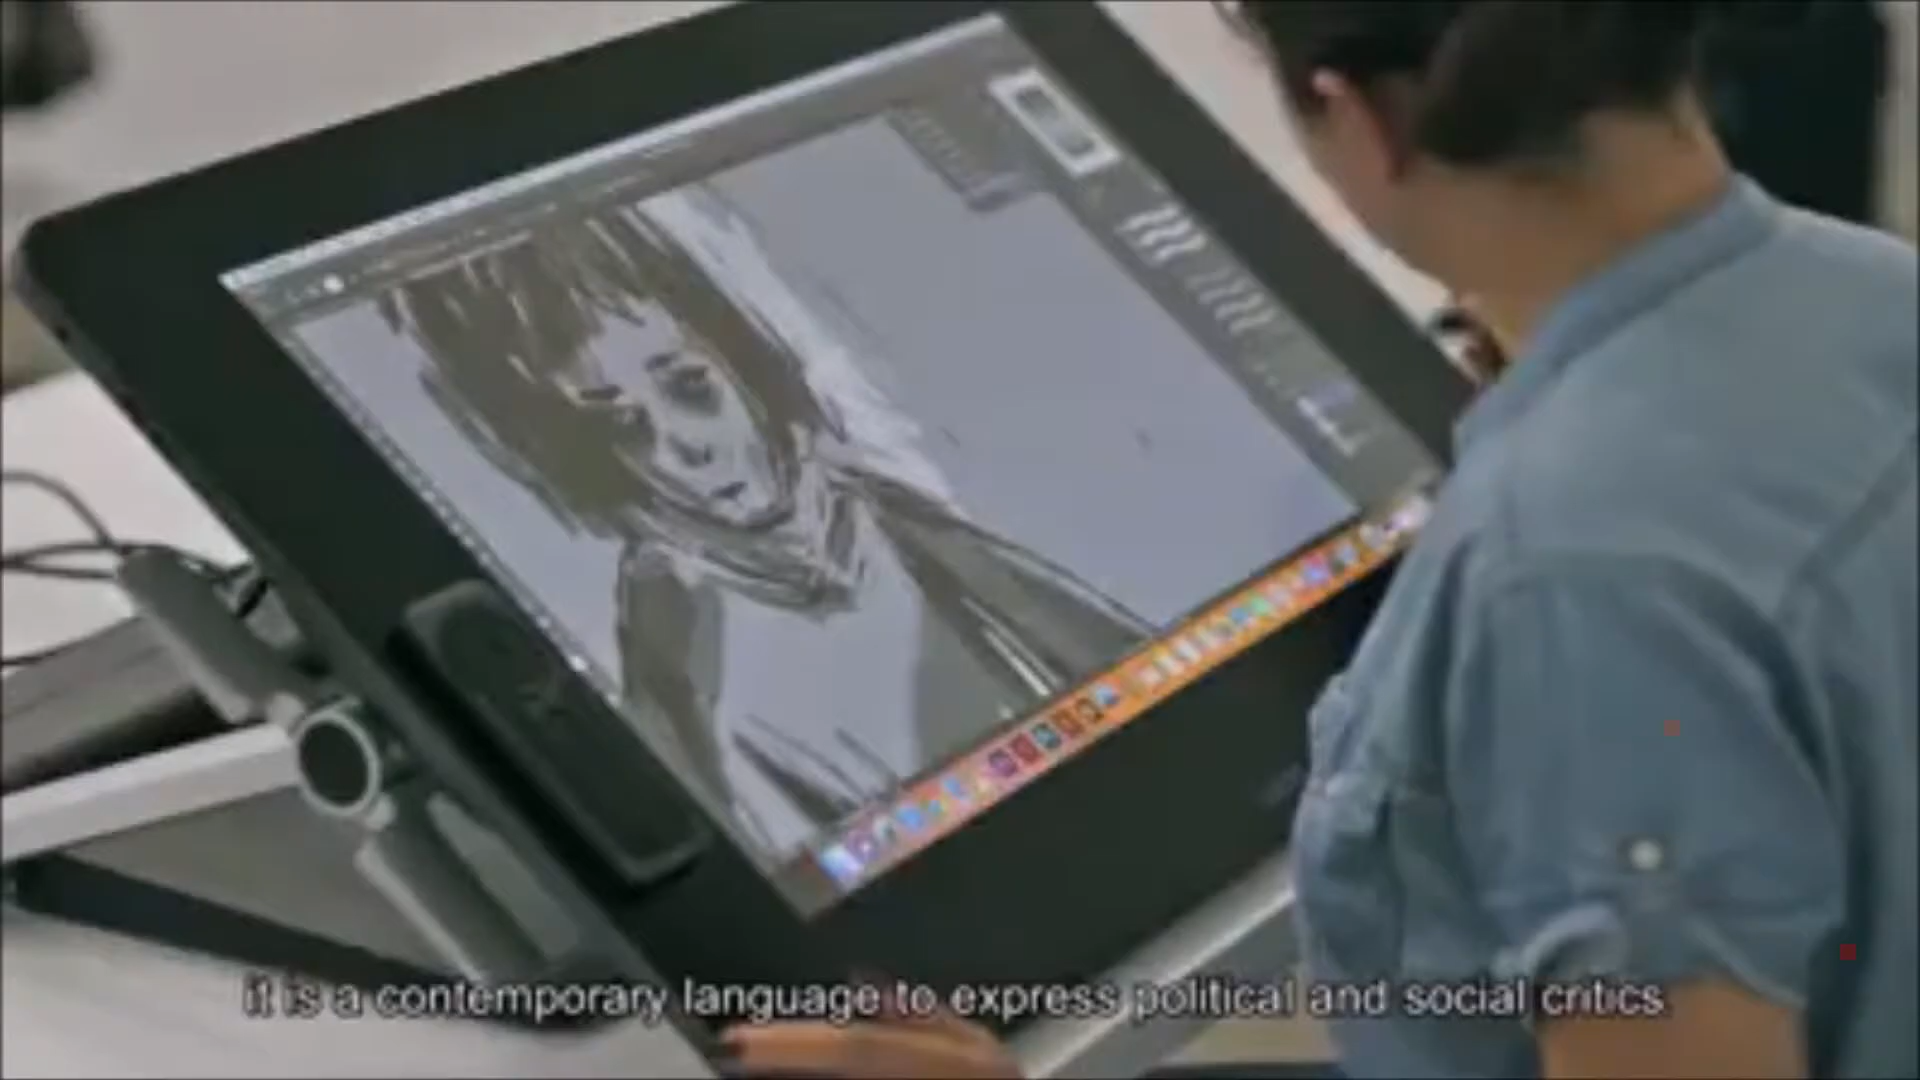 it is a contemporary language to express political and social critics.